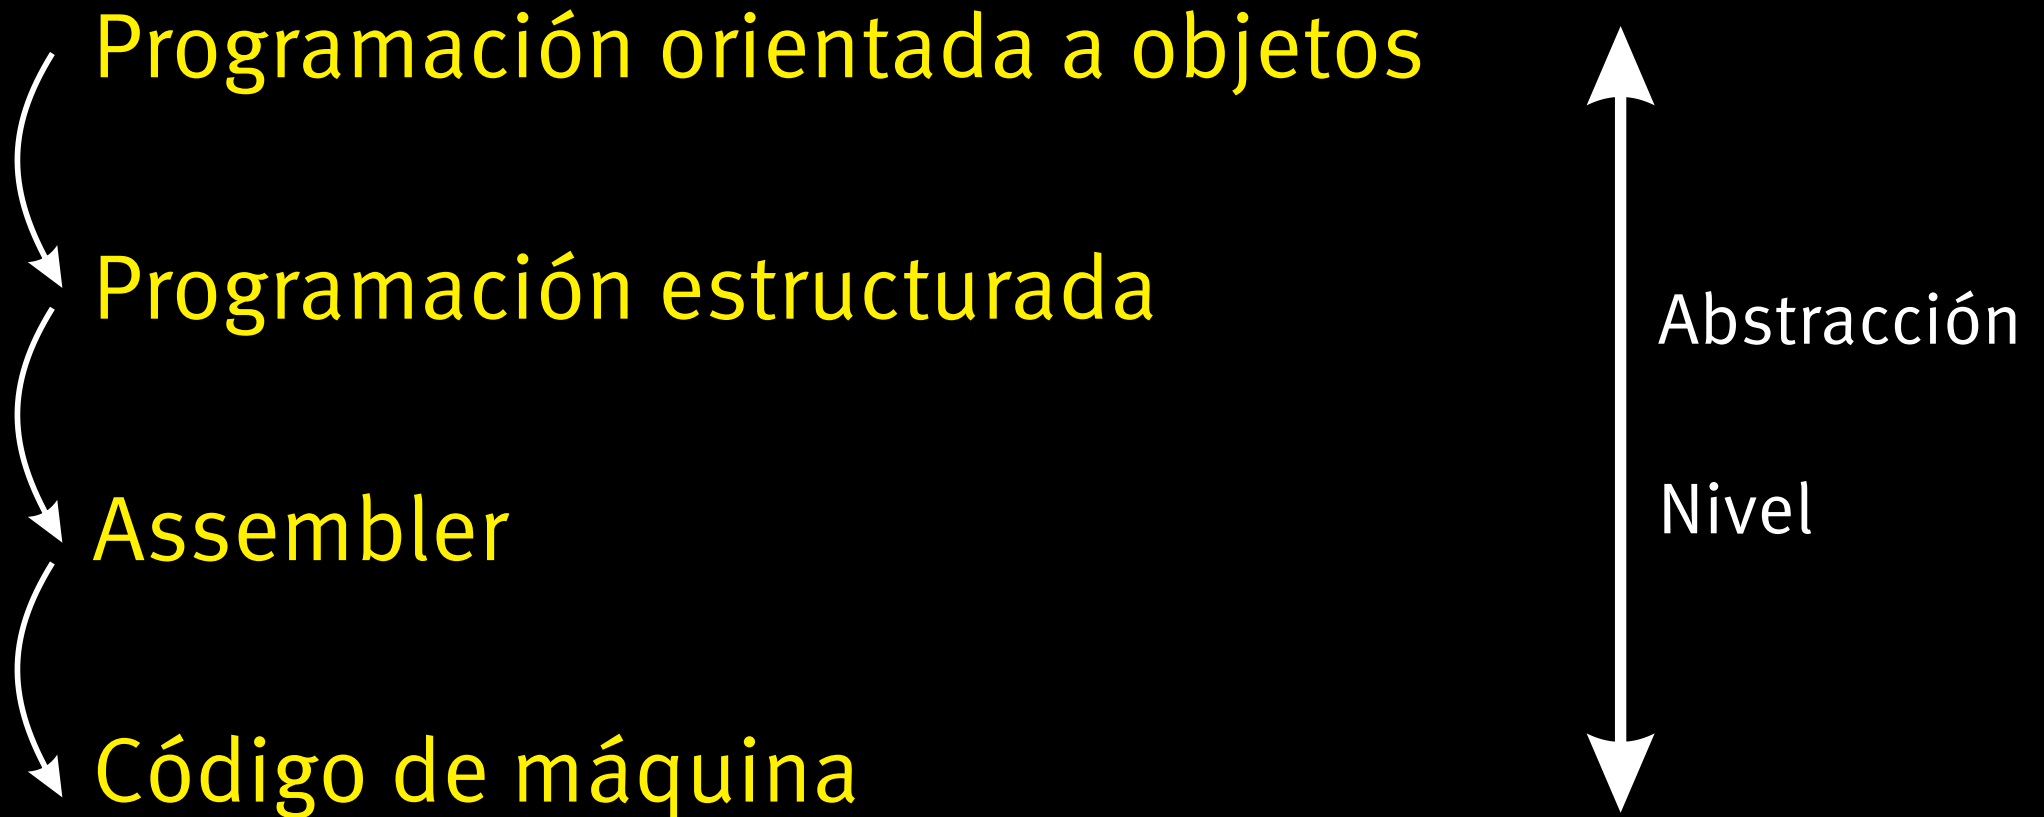 Programación orientada a objetos
Programación estructurada
Abstracción
Assembler
Nivel
Código de máquina